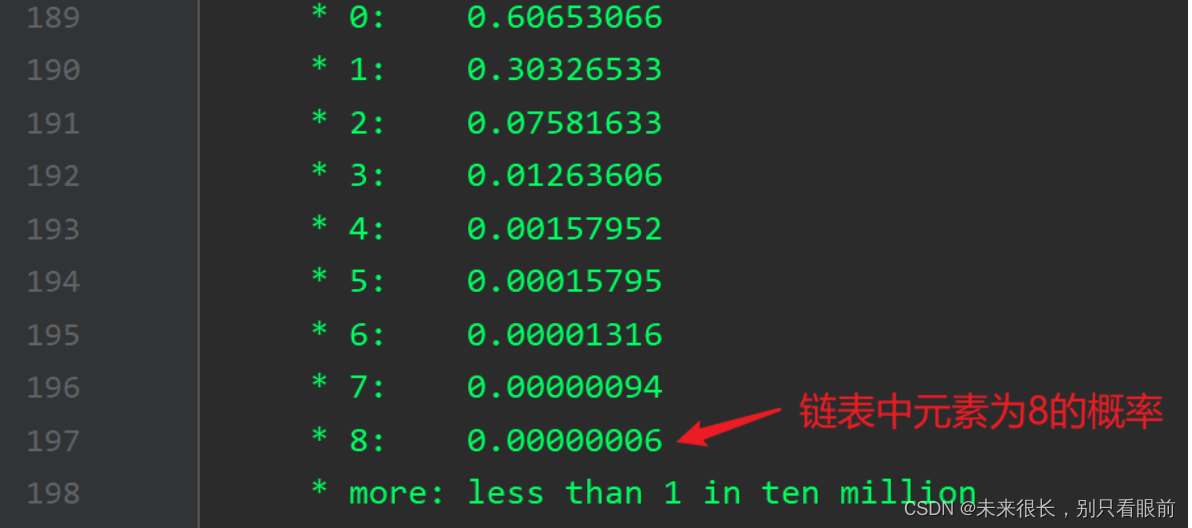 189 * 0: 0.60653066
190 * 1: 0.30326533
191 * 2: 0.07581633
192 * 3: 0.01263606
193 * 4: 0.00157952
194 * 5: 0.00015795
195 * 6: 0.00001316
196 * 7: 0.00000094
链表中元素为8的概率
197 * 8: 0.00000006
198 * more: less than 1 in ten million
CSDN @未来很长，别只看眼前